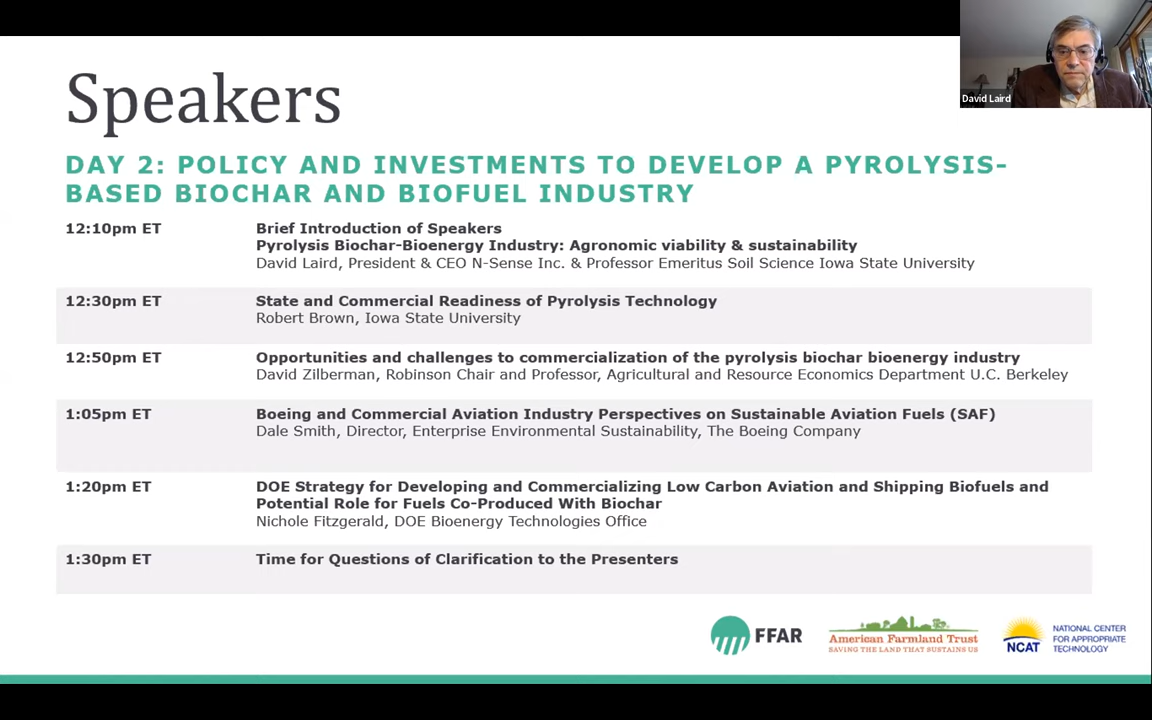 Speakers
David Laird
DAY 2: POLICY AND INVESTMENTS TO DEVELOP A PYROLYSIS-
BASED BIOCHAR AND BIOFUEL INDUSTRY
12:10pm ET
Brief Introduction of Speakers
Pyrolysis Biochar-Bioenergy Industry: Agronomic viability & sustainability
David Laird, President & CEO N-Sense Inc. & Professor Emeritus Soil Science Iowa State University
12:30pm ET
State and Commercial Readiness of Pyrolysis Technology
Robert Brown, Iowa State University
12:50pm ET
Opportunities and challenges to commercialization of the pyrolysis biochar bioenergy industry
David Zilberman, Robinson Chair and Professor, Agricultural and Resource Economics Department U.C. Berkeley
1:05pm ET
Boeing and Commercial Aviation Industry Perspectives on Sustainable Aviation Fuels (SAF)
Dale Smith, Director, Enterprise Environmental Sustainability, The Boeing Company
1:20pm ET
DOE Strategy for Developing and Commercializing Low Carbon Aviation and Shipping Biofuels and
Potential Role for Fuels Co-Produced With Biochar
Nichole Fitzgerald, DOE Bioenergy Technologies Office
1:30pm ET
Time for Questions of Clarification to the Presenters
FFAR
American Farmland Trust
SAVING THE LAND THAT SUSTAINS US
NCAT
NATIONAL CENTER
FOR APPROPRIATE
TECHNOLOGY